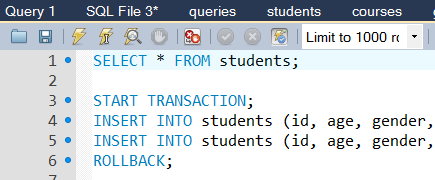 Query 1 SQL File 3* queries students courses
Limit to 1000 rc
1 SELECT * FROM students;
2
3 START TRANSACTION;
4 INSERT INTO students (id, age, gender,
5 INSERT INTO students (id, age, gender,
6 ROLLBACK;